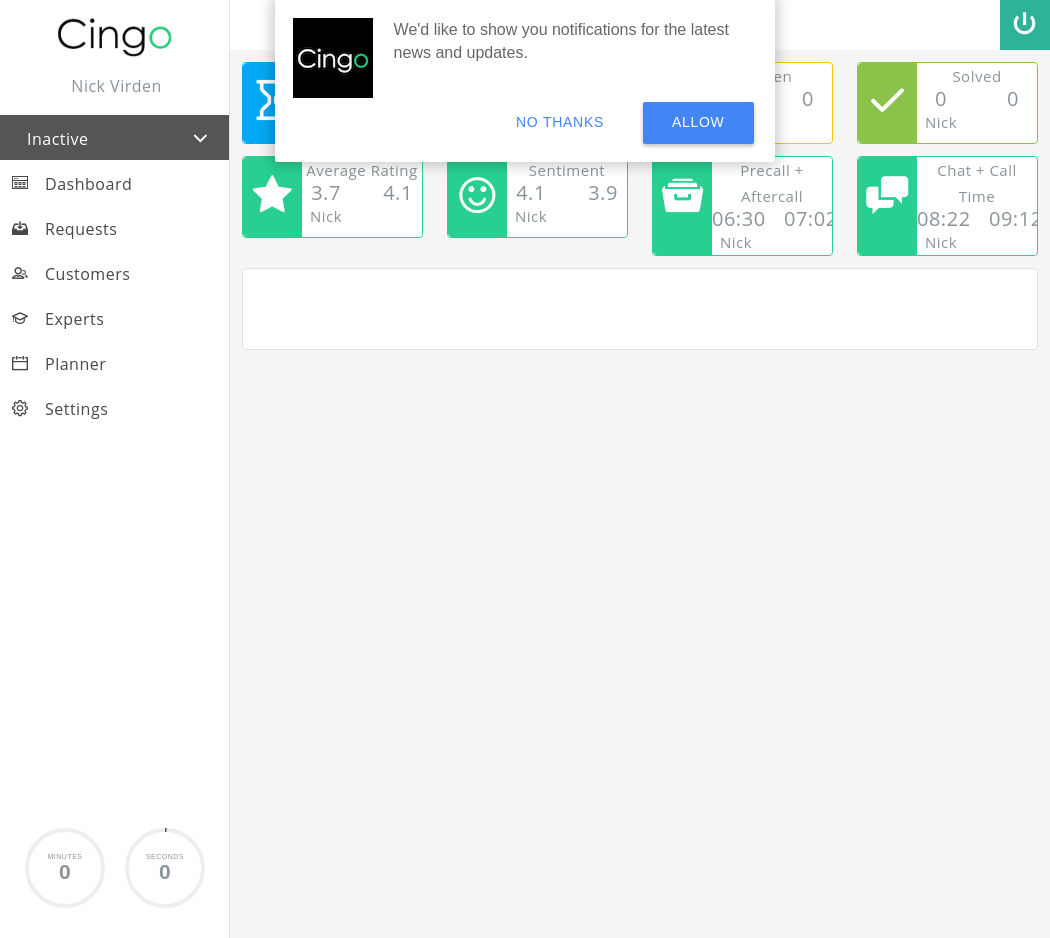 Cingo
Nick Virden
Inactive
Dashboard
Requests
Customers
Experts
Planner
Settings
MINUTES
0
SECONDS
0
Cingo
We'd like to show you notifications for the latest
news and updates.
NO THANKS
ALLOW
en
0
Solved
0 0
Nick
Average Rating
3.7 4.1
Nick
Sentiment
4.1 3.9
Nick
Precall +
Aftercall
06:30 07:02
Nick
Chat + Call
Time
08:22 09:12
Nick